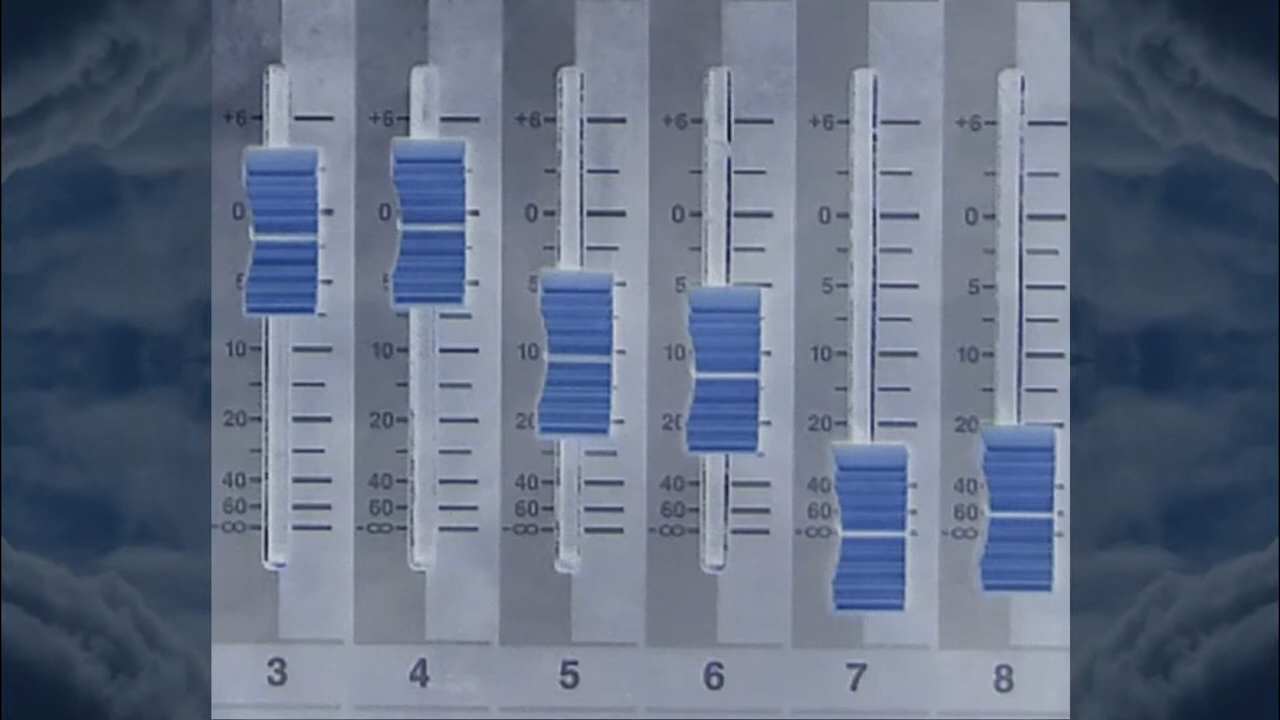 +6 +6 +6 +6 +6 +6
0 0 0 0 0 0
5 5 5 5 5 5
10 10 10 10 10 10
20 20 20 20 20 20
40 40 40 40 40 40
60 60 60 60 60 60
-∞ -∞ -∞ -∞ -∞ -∞
3 4 5 6 7 8